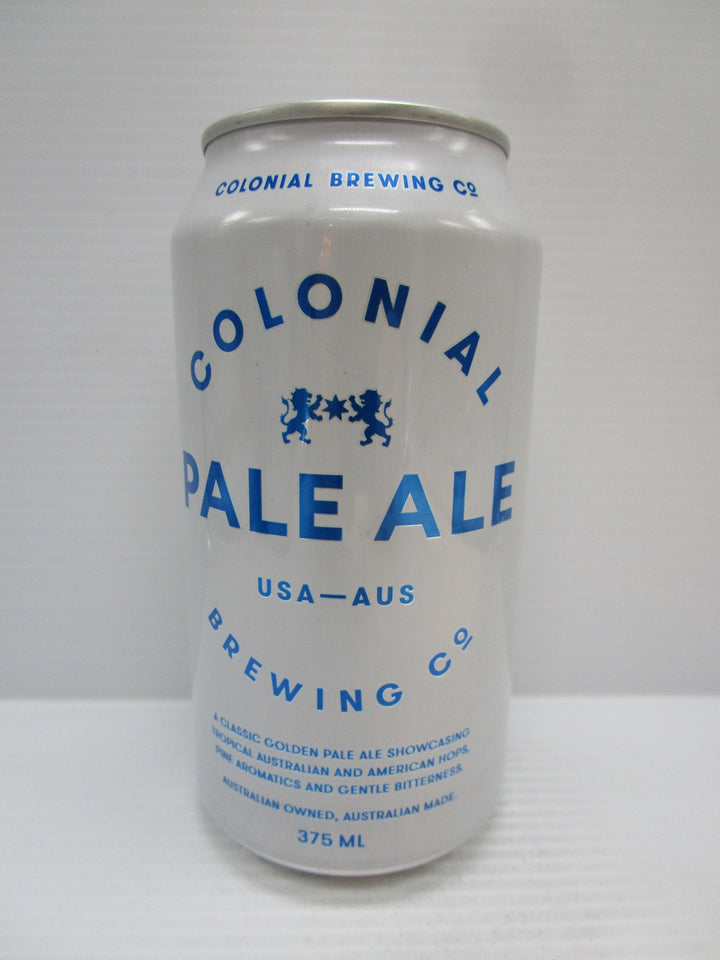 COLONIAL BREWING Cº
COLONIAL
PALE ALE
USA—AUS
BREWING Cº
A CLASSIC GOLDEN PALE ALE SHOWCASING
TROPICAL AUSTRALIAN AND AMERICAN HOPS.
PINE AROMATICS AND GENTLE BITTERNESS.
AUSTRALIAN OWNED, AUSTRALIAN MADE.
375 ML